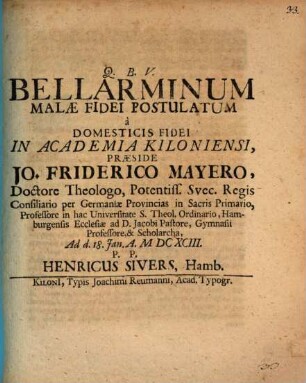 33
Q. B. V.
BELLARMINUM
MALÆ FIDEI POSTULATUM
à
DOMESTICIS FIDEI
IN ACADEMIA KILONIENSI,
PRÆSIDE
JO. FRIDERICO MAYERO,
Doctore Theologo, Potentiss. Svec. Regis
Consiliario per Germaniæ Provincias in Sacris Primario,
Professore in hac Universitate S. Theol. Ordinario, Ham-
burgensis Ecclesiæ ad D. Jacobi Pastore, Gymnasii
Professore & Scholarcha,
Ad d. 18. Jan. A. M DC XCIII.
P. P.
HENRICUS SIVERS, Hamb.
KILONI, Typis Joachimi Reumanni, Acad. Typogr.